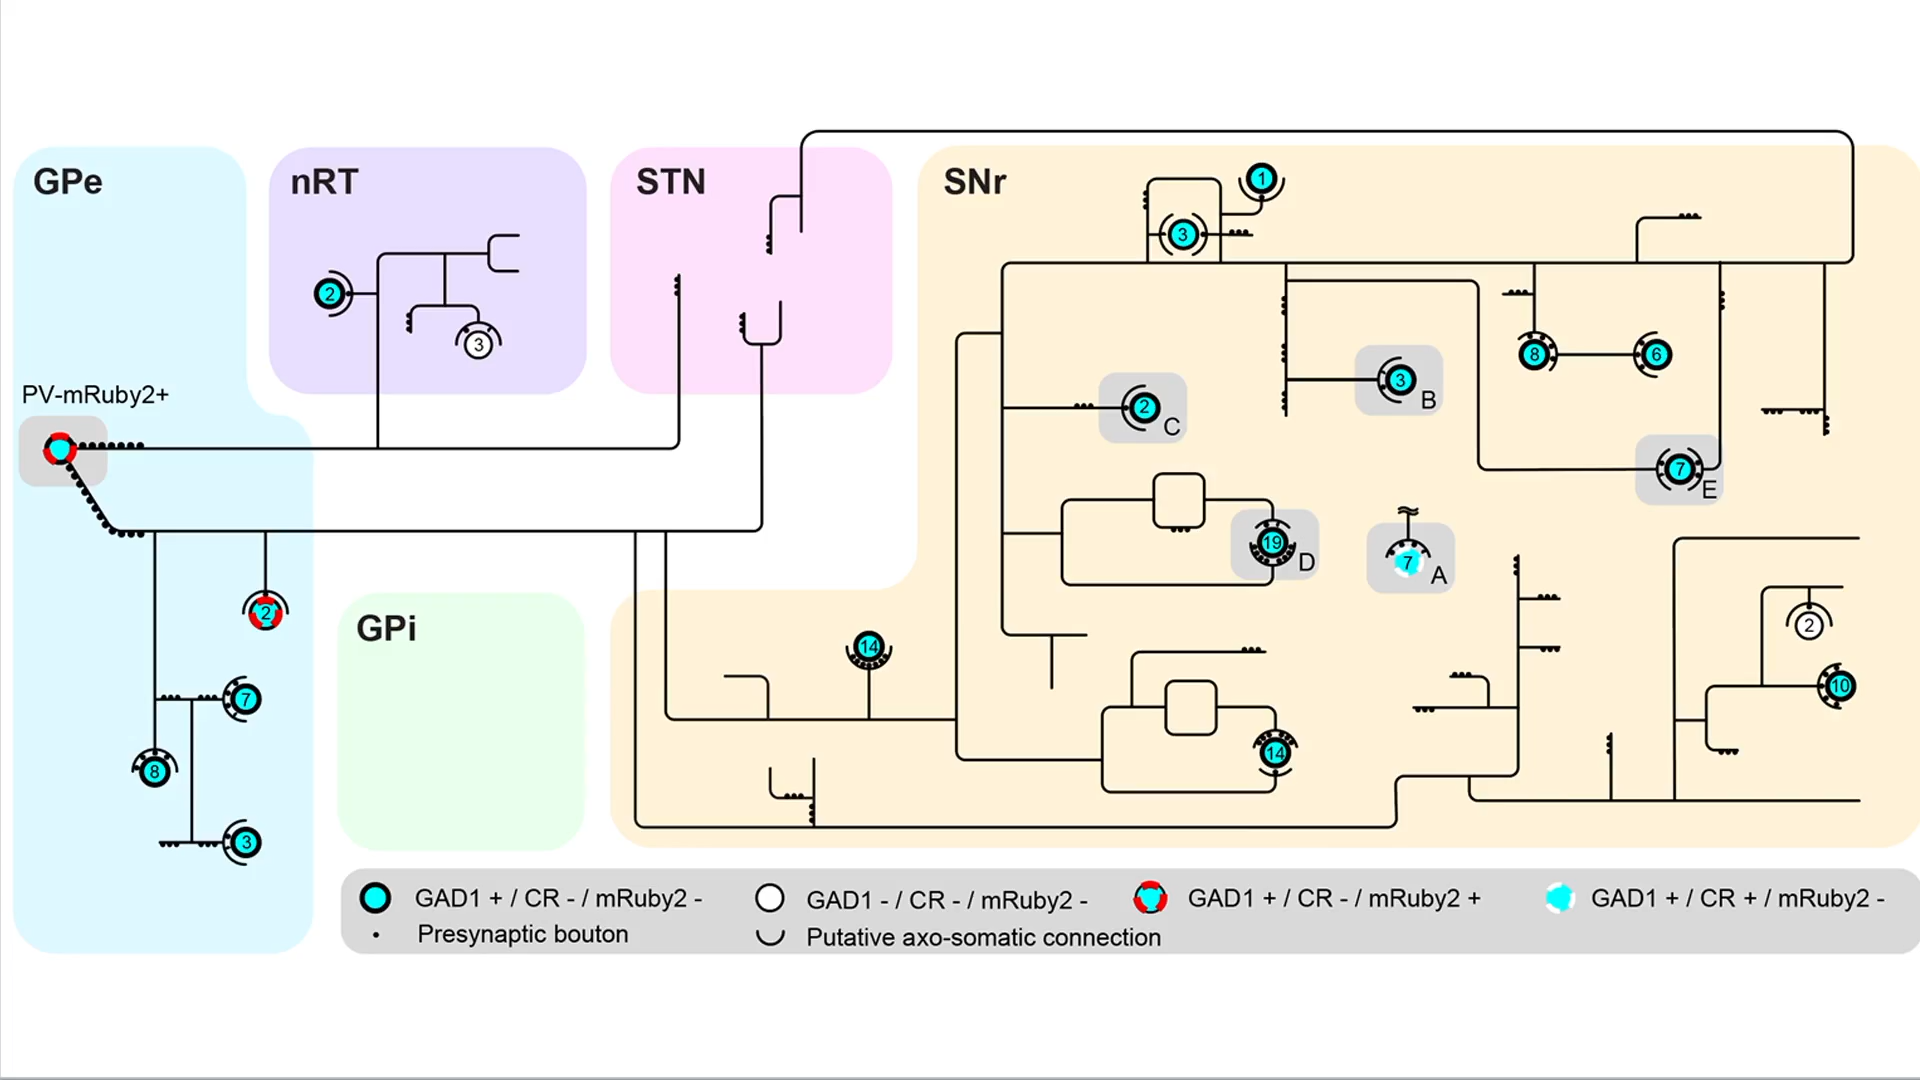 GPe
nRT
STN
SNr
1
3
2
3
PV-mRuby2+
8
6
3
B
2
C
7
E
19
D
7
A
2
GPi
2
14
10
7
14
8
3
GAD1 + / CR - / mRuby2 -
GAD1 - / CR - / mRuby2 -
GAD1 + / CR - / mRuby2 +
GAD1 + / CR + / mRuby2 -
Presynaptic bouton
Putative axo-somatic connection